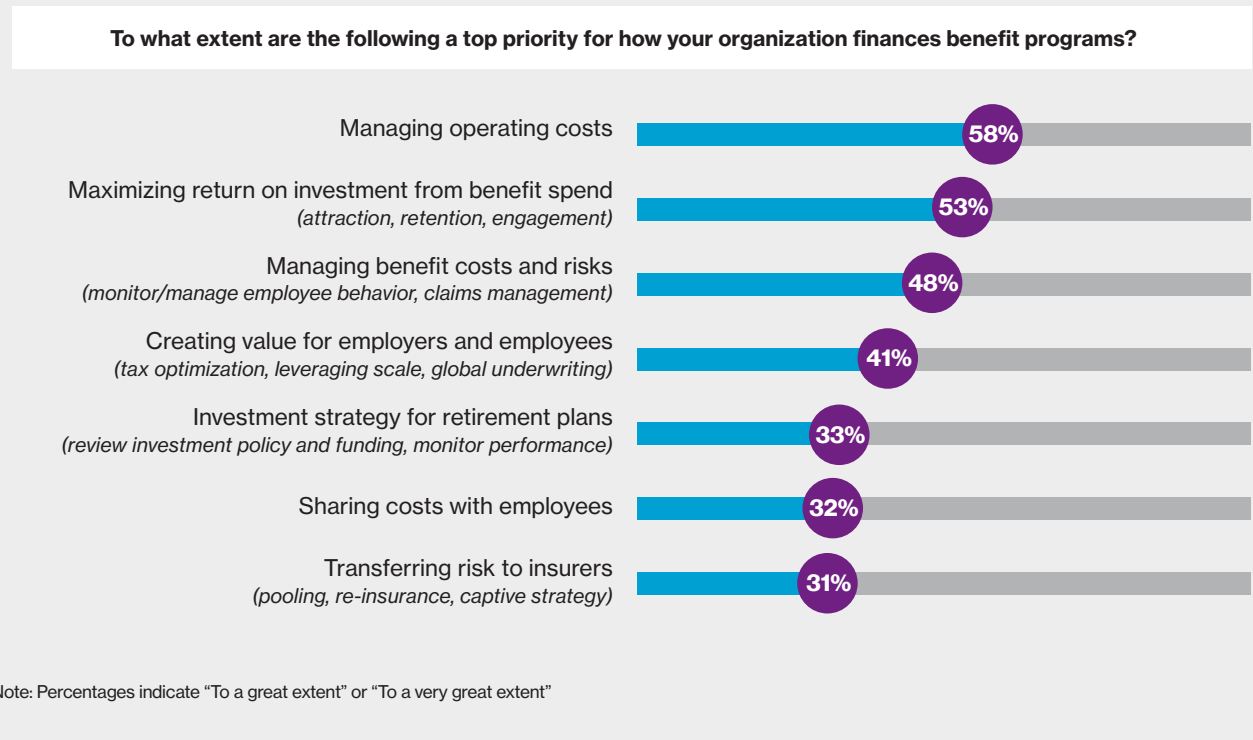 To what extent are the following a top priority for how your organization finances benefit programs?
Managing operating costs
58%
Maximizing return on investment from benefit spend
(attraction, retention, engagement)
53%
Managing benefit costs and risks
(monitor/manage employee behavior, claims management)
48%
Creating value for employers and employees
(tax optimization, leveraging scale, global underwriting)
41%
Investment strategy for retirement plans
(review investment policy and funding, monitor performance)
33%
Sharing costs with employees
32%
Transferring risk to insurers
(pooling, re-insurance, captive strategy)
31%
Note: Percentages indicate “To a great extent” or “To a very great extent”